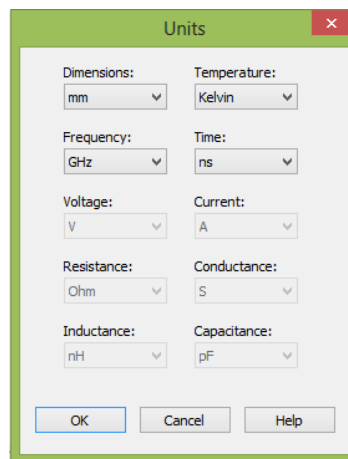 Units
Dimensions: Temperature:
mm Kelvin
Frequency: Time:
GHz ns
Voltage: Current:
V A
Resistance: Conductance:
Ohm S
Inductance: Capacitance:
nH pF
OK Cancel Help